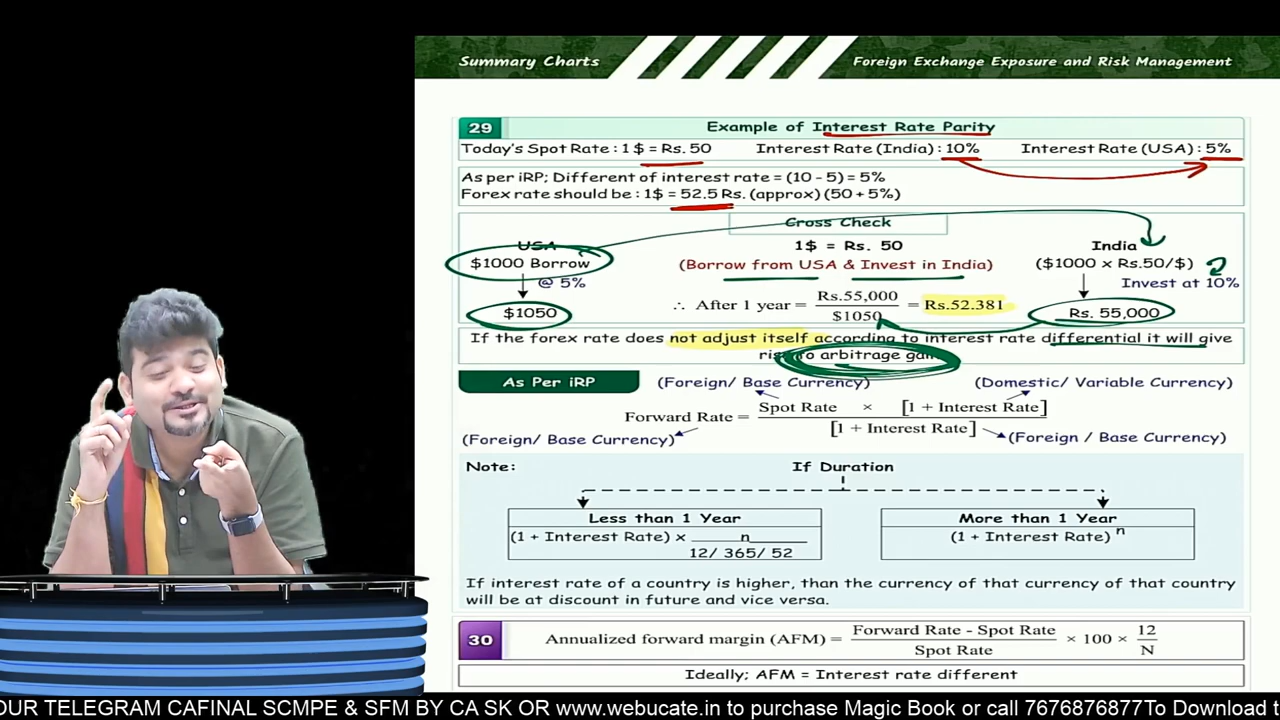 Summary Charts
Foreign Exchange Exposure and Risk Management
29
Example of Interest Rate Parity
Today's Spot Rate : 1 $ = Rs. 50 Interest Rate (India) : 10% Interest Rate (USA) : 5%
As per iRP; Different of interest rate = (10 - 5) = 5%
Forex rate should be : 1$ = 52.5 Rs. (approx) (50 + 5%)
Cross Check
USA 1$ = Rs. 50 India
$1000 Borrow (Borrow from USA & Invest in India) ($1000 x Rs.50/$)
@ 5% Invest at 10%
$1050 ∴ After 1 year = Rs.55,000 / $1050 = Rs.52.381 Rs. 55,000
If the forex rate does not adjust itself according to interest rate differential it will give
rise to arbitrage gain
As Per iRP (Foreign/ Base Currency) (Domestic/ Variable Currency)
Forward Rate = Spot Rate × [1 + Interest Rate] / [1 + Interest Rate]
(Foreign/ Base Currency) (Foreign / Base Currency)
Note: If Duration
Less than 1 Year More than 1 Year
(1 + Interest Rate) x n / 12/ 365/ 52 (1 + Interest Rate) n
If interest rate of a country is higher, than the currency of that currency of that country
will be at discount in future and vice versa.
30
Annualized forward margin (AFM) = Forward Rate - Spot Rate / Spot Rate × 100 × 12 / N
Ideally; AFM = Interest rate different
OUR TELEGRAM CAFINAL SCMPE & SFM BY CA SK OR www.webucate.in to purchase Magic Book or call 7676876877To Download t